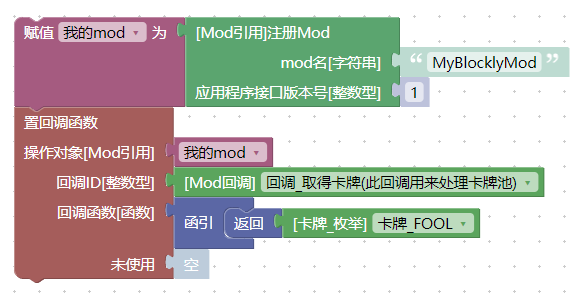 赋值 我的mod 为 [Mod引用]注册Mod
mod名[字符串] “ MyBlocklyMod ”
应用程序接口版本号[整数型] 1
置回调函数
操作对象[Mod引用] 我的mod
回调ID[整数型] [Mod回调] 回调_取得卡牌(此回调用来处理卡牌池)
回调函数[函数] 函引 返回 [卡牌_枚举] 卡牌_FOOL
未使用 空